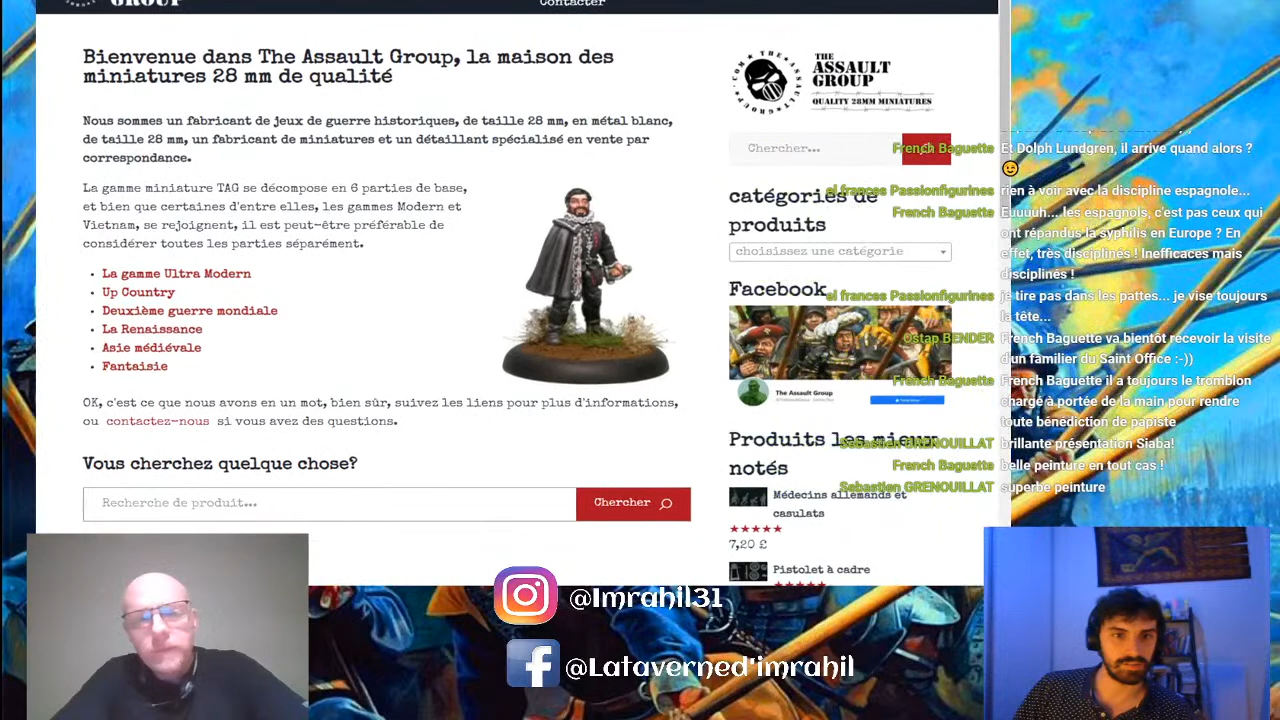 GROUP
Contacter
Bienvenue dans The Assault Group, la maison des
miniatures 28 mm de qualité
Nous sommes un fabricant de jeux de guerre historiques, de taille 28 mm, en métal blanc,
de taille 28 mm, un fabricant de miniatures et un détaillant spécialisé en vente par
correspondance.
La gamme miniature TAG se décompose en 6 parties de base,
et bien que certaines d'entre elles, les gammes Modern et
Vietnam, se rejoignent, il est peut-être préférable de
considérer toutes les parties séparément.
La gamme Ultra Modern
Up Country
Deuxième guerre mondiale
La Renaissance
Asie médiévale
Fantaisie
OK, c'est ce que nous avons en un mot, bien sûr, suivez les liens pour plus d'informations,
ou contactez-nous si vous avez des questions.
Vous cherchez quelque chose?
Recherche de produit...
Chercher
THE
ASSAULT
GROUP
QUALITY 28MM MINIATURES
Chercher...
catégories de
produits
choisissez une catégorie
Facebook
The Assault Group
Produits les mieux
notés
Médecins allemands et
casulats
7,20 £
Pistolet à cadre
French Baguette Et Dolph Lundgren, il arrive quand alors ?
el frances Passionfigurines rien à voir avec la discipline espagnole...
French Baguette Euuuuh... les espagnols, c'est pas ceux qui
ont répandus la syphilis en Europe ? En
effet, très disciplinés ! Inefficaces mais
disciplinés !
el frances Passionfigurines je tire pas dans les pattes... je vise toujours
la tête...
Ostap BENDER French Baguette va bientôt recevoir la visite
d'un familier du Saint Office :-))
French Baguette French Baguette il a toujours le tromblon
chargé à portée de la main pour rendre
toute bénédiction de papiste
Sebastien GRENOUILLAT brillante présentation Siaba!
French Baguette belle peinture en tout cas !
Sebastien GRENOUILLAT superbe peinture
@Imrahil31
@Lataverned'imrahil